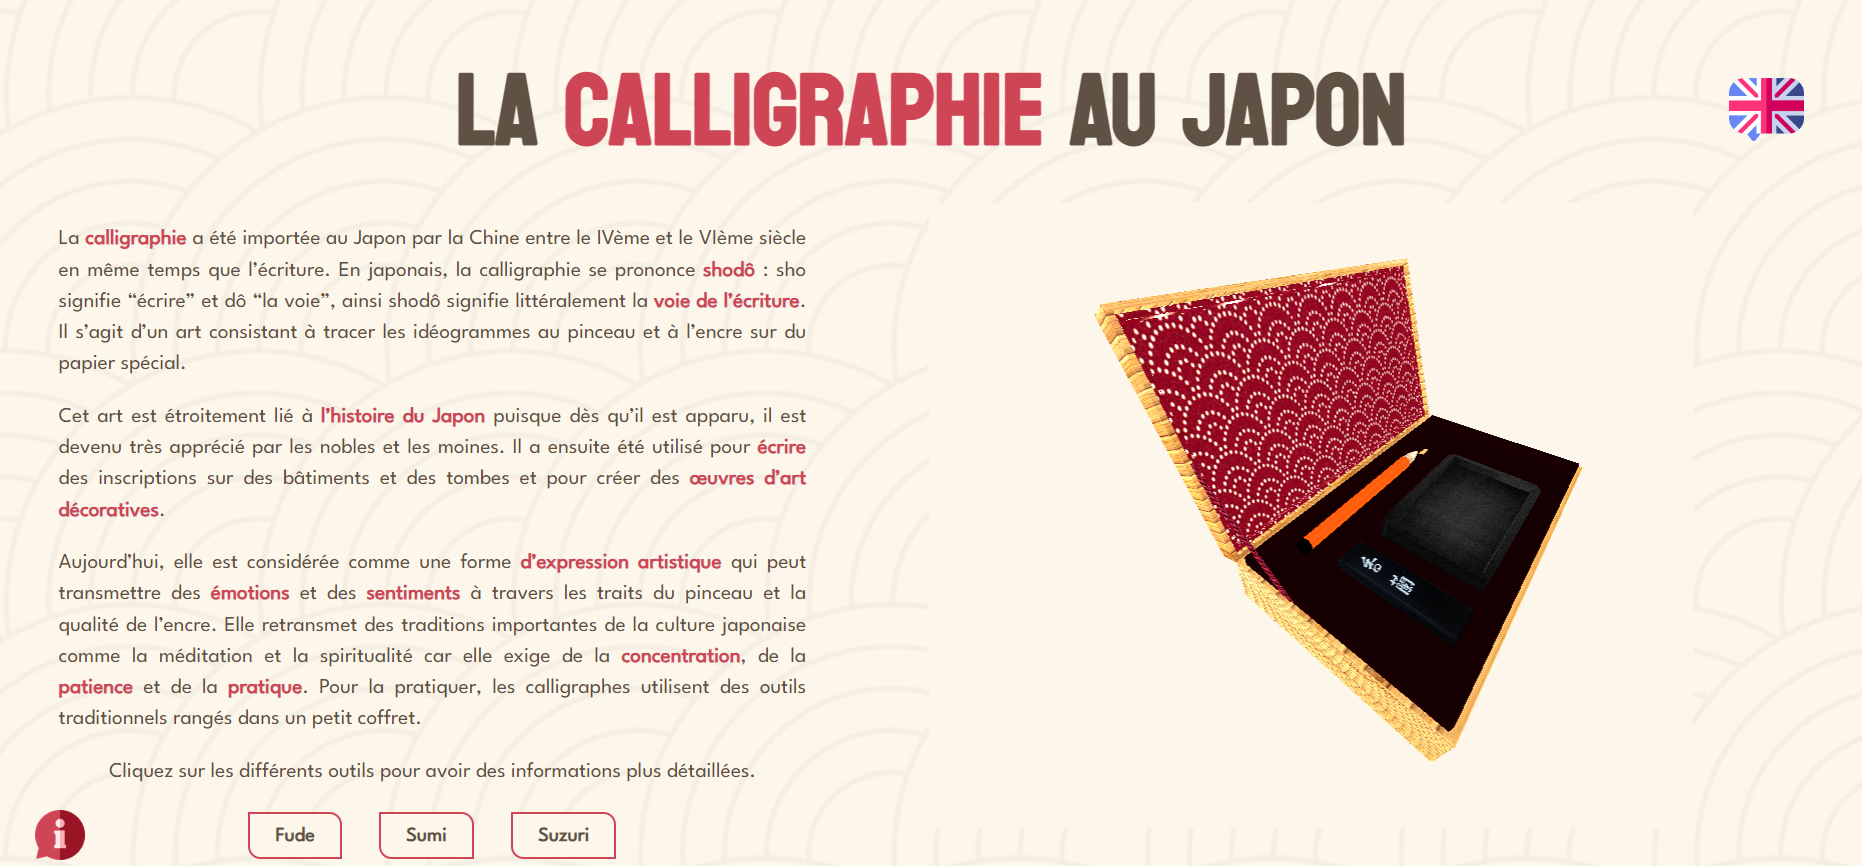 LA CALLIGRAPHIE AU JAPON
La calligraphie a été importée au Japon par la Chine entre le IVème et le VIème siècle
en même temps que l’écriture. En japonais, la calligraphie se prononce shodô : sho
signifie “écrire” et dô “la voie”, ainsi shodô signifie littéralement la voie de l’écriture.
Il s’agit d’un art consistant à tracer les idéogrammes au pinceau et à l’encre sur du
papier spécial.
Cet art est étroitement lié à l’histoire du Japon puisque dès qu’il est apparu, il est
devenu très apprécié par les nobles et les moines. Il a ensuite été utilisé pour écrire
des inscriptions sur des bâtiments et des tombes et pour créer des œuvres d’art
décoratives.
Aujourd’hui, elle est considérée comme une forme d’expression artistique qui peut
transmettre des émotions et des sentiments à travers les traits du pinceau et la
qualité de l’encre. Elle retransmet des traditions importantes de la culture japonaise
comme la méditation et la spiritualité car elle exige de la concentration, de la
patience et de la pratique. Pour la pratiquer, les calligraphes utilisent des outils
traditionnels rangés dans un petit coffret.
Cliquez sur les différents outils pour avoir des informations plus détaillées.
i
Fude
Sumi
Suzuri